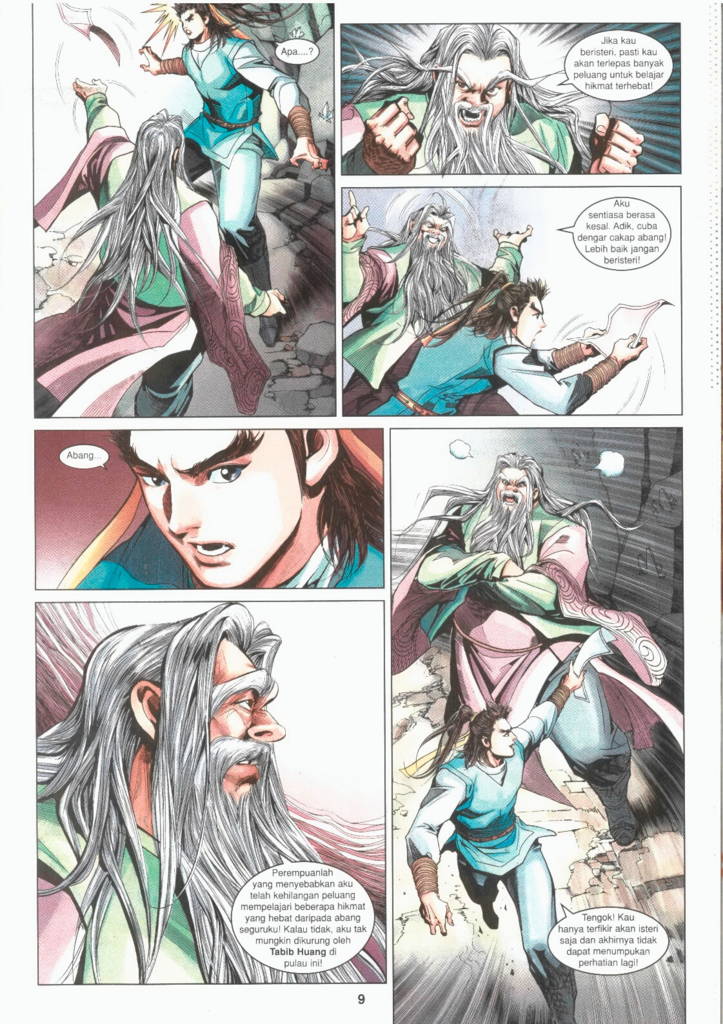 Apa....?
Jika kau
beristeri, pasti kau
akan terlepas banyak
peluang untuk belajar
hikmat terhebat!
Aku
sentiasa berasa
kesal. Adik, cuba
dengar cakap abang!
Lebih baik jangan
beristeri!
Abang...
Perempuanlah
yang menyebabkan aku
telah kehilangan peluang
mempelajari beberapa hikmat
yang hebat daripada abang
seguruku! Kalau tidak, aku tak
mungkin dikurung oleh
Tabib Huang di
pulau ini!
Tengok! Kau
hanya terfikir akan isteri
saja dan akhirnya tidak
dapat menumpukan
perhatian lagi!
9